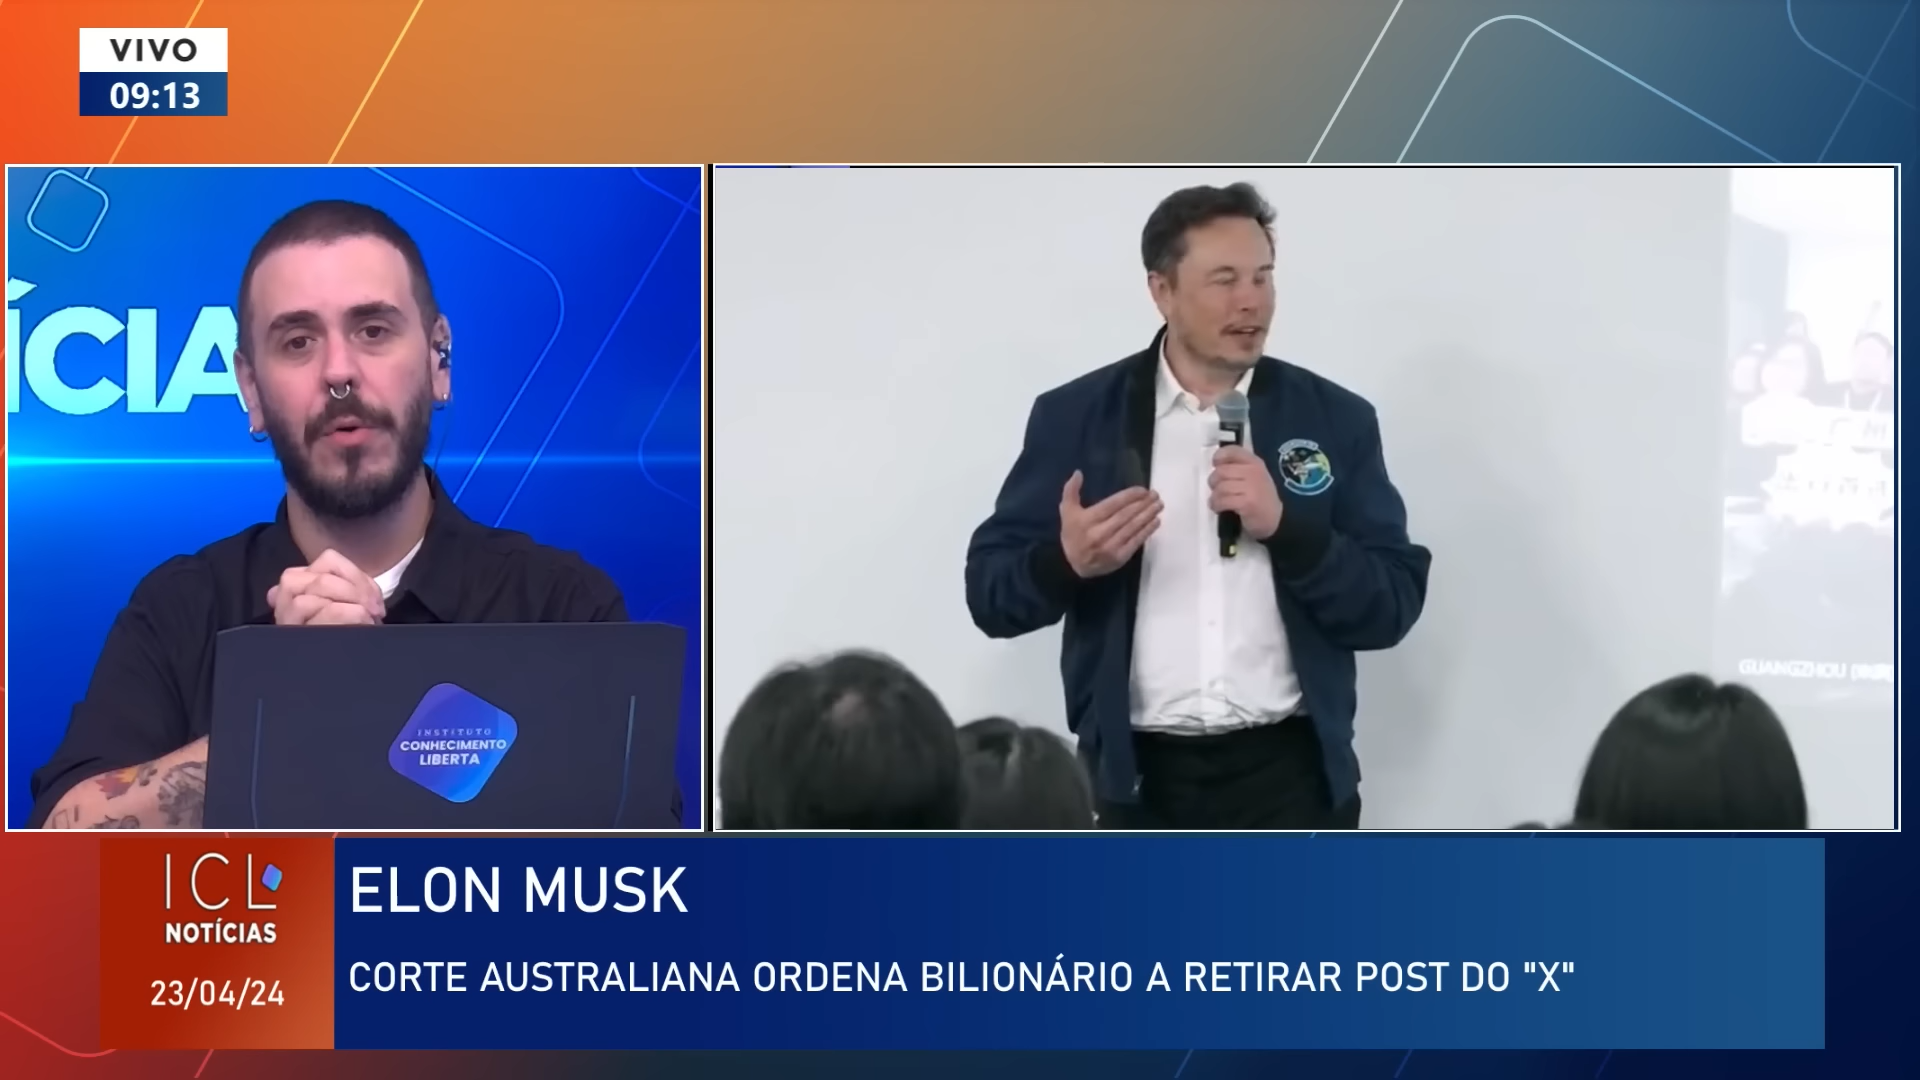 VIVO
09:13
ÍCIA
INSTITUTO
CONHECIMENTO
LIBERTA
GUANGZHOU
ICL
NOTÍCIAS
23/04/24
ELON MUSK
CORTE AUSTRALIANA ORDENA BILIONÁRIO A RETIRAR POST DO "X"